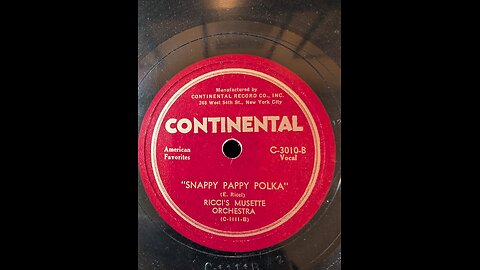 Manufactured by
CONTINENTAL RECORD CO., INC.
265 West 54th St., New York City
CONTINENTAL
American
Favorites
C-3010-B
Vocal
"SNAPPY PAPPY POLKA"
(E. Ricci)
RICCI'S MUSETTE
ORCHESTRA
(C-1111-B)